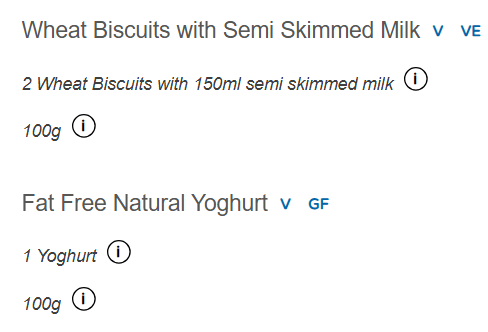 Wheat Biscuits with Semi Skimmed Milk V VE
2 Wheat Biscuits with 150ml semi skimmed milk i
100g i
Fat Free Natural Yoghurt V GF
1 Yoghurt i
100g i